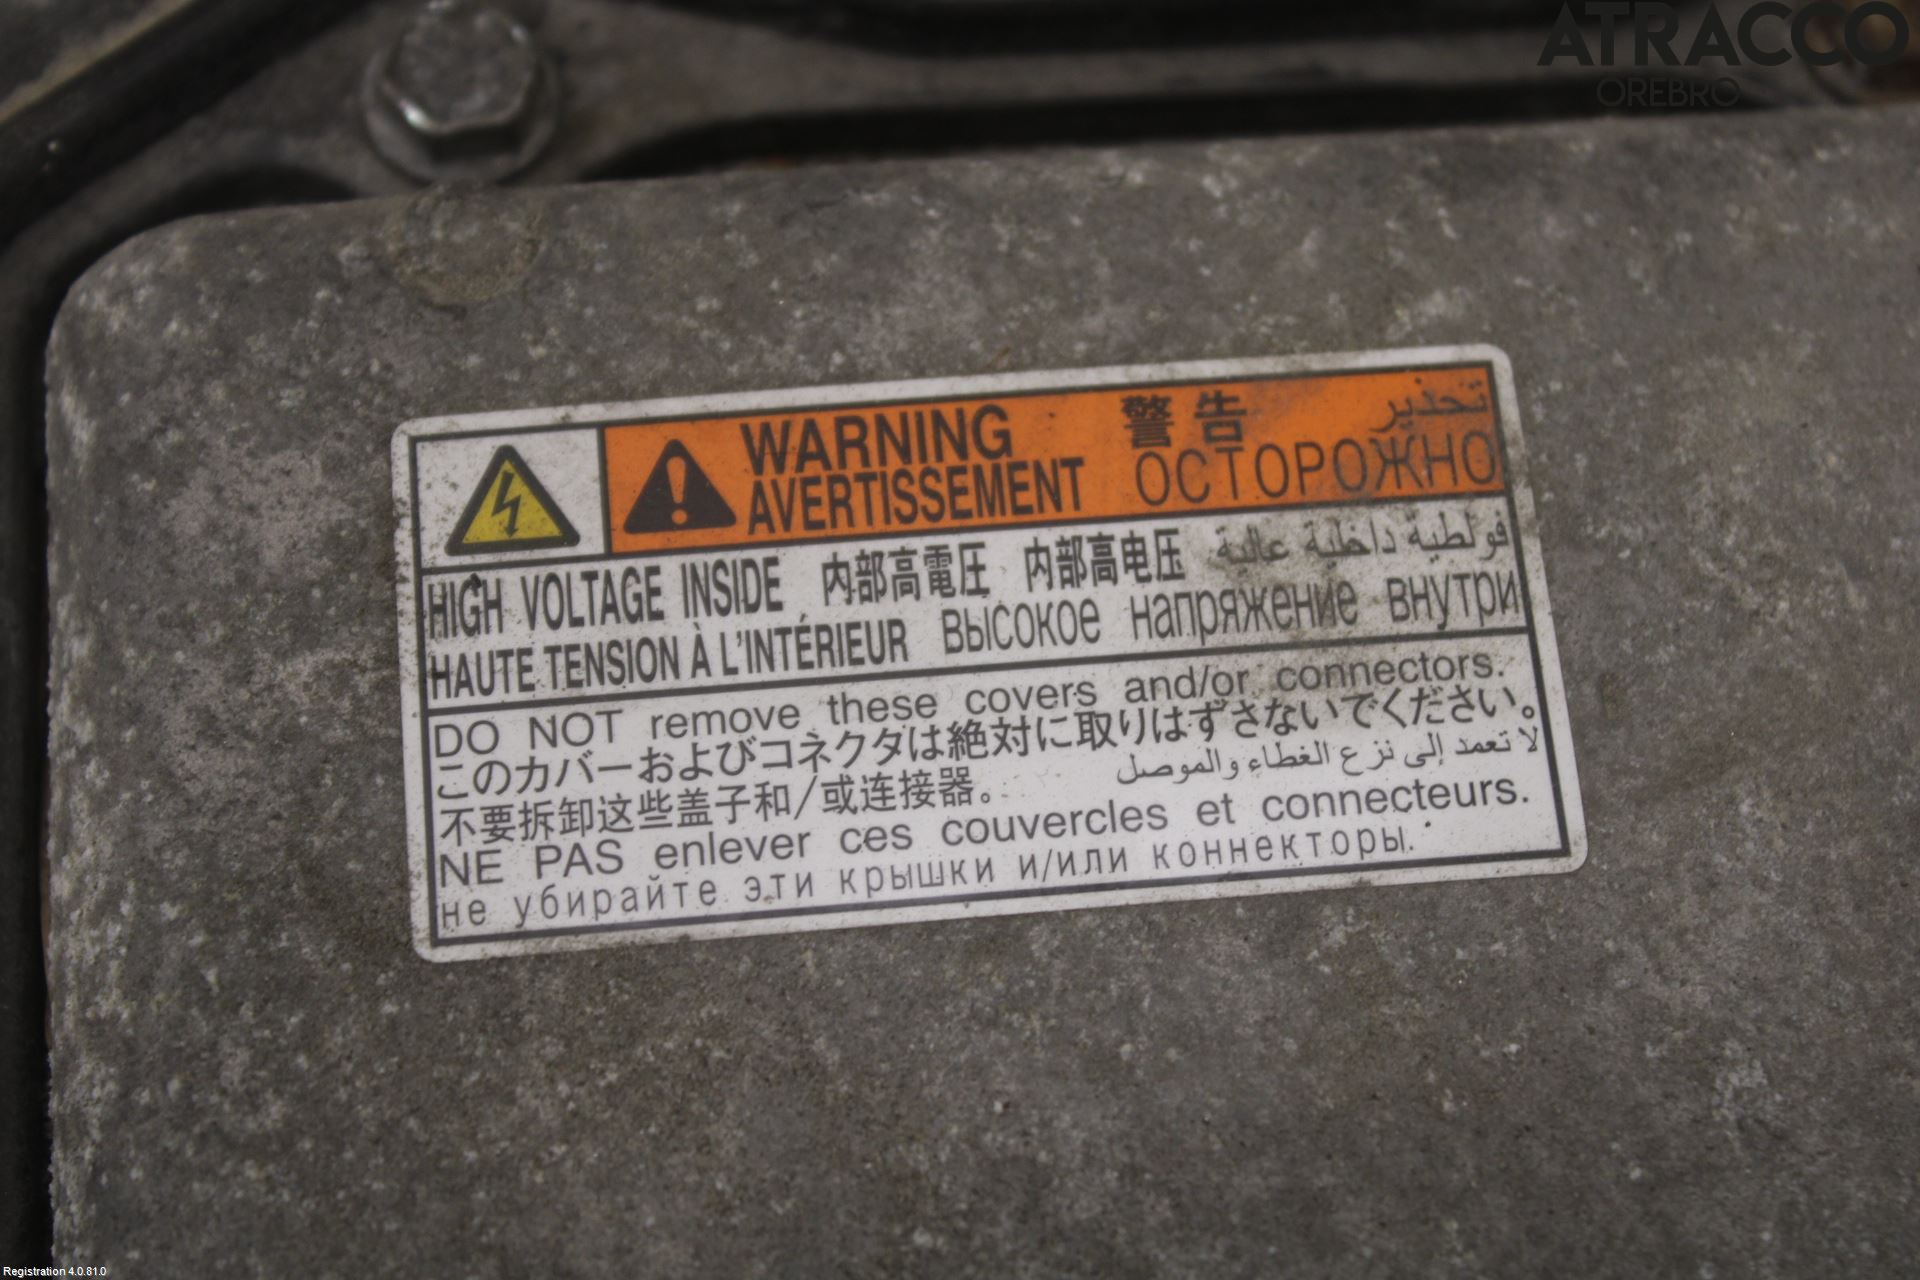 ATRACCO
ÖREBRO
WARNING 警告 تحذير
AVERTISSEMENT ОСТОРОЖНО
HIGH VOLTAGE INSIDE 内部高電圧 内部高电压 فولطية داخلية عالية
HAUTE TENSION À L'INTÉRIEUR ВЫСОКОЕ напряжение внутри
DO NOT remove these covers and/or connectors.
このカバーおよびコネクタは絶対に取りはずさないでください。
不要拆卸这些盖子和/或连接器。 لا تعمد إلى نزع الغطاء والموصل
NE PAS enlever ces couvercles et connecteurs.
не убирайте эти крышки и/или коннекторы.
Registration 4.0.81.0